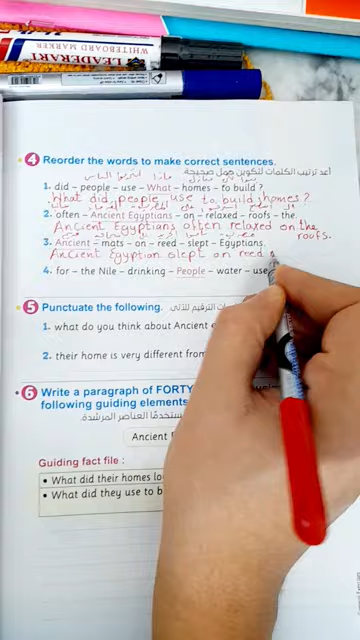 LEADERART
WHITEBOARD MARKER
4 Reorder the words to make correct sentences.
أعد ترتيب الكلمات لتكوين جمل صحيحة
1. did – people – use – What – homes – to build ?
What did people use to build homes?
2. often – Ancient Egyptians – on – relaxed – roofs – the.
Ancient Egyptians often relaxed on the
roofs.
3. Ancient – mats – on – reed – slept – Egyptians.
Ancient Egyptian slept on reed
4. for – the Nile – drinking – People – water – use
5 Punctuate the following.
1. what do you think about Ancient
2. their home is very different from
6 Write a paragraph of FORTY
following guiding elements
Ancient
Guiding fact file :
• What did their homes
• What did they use to